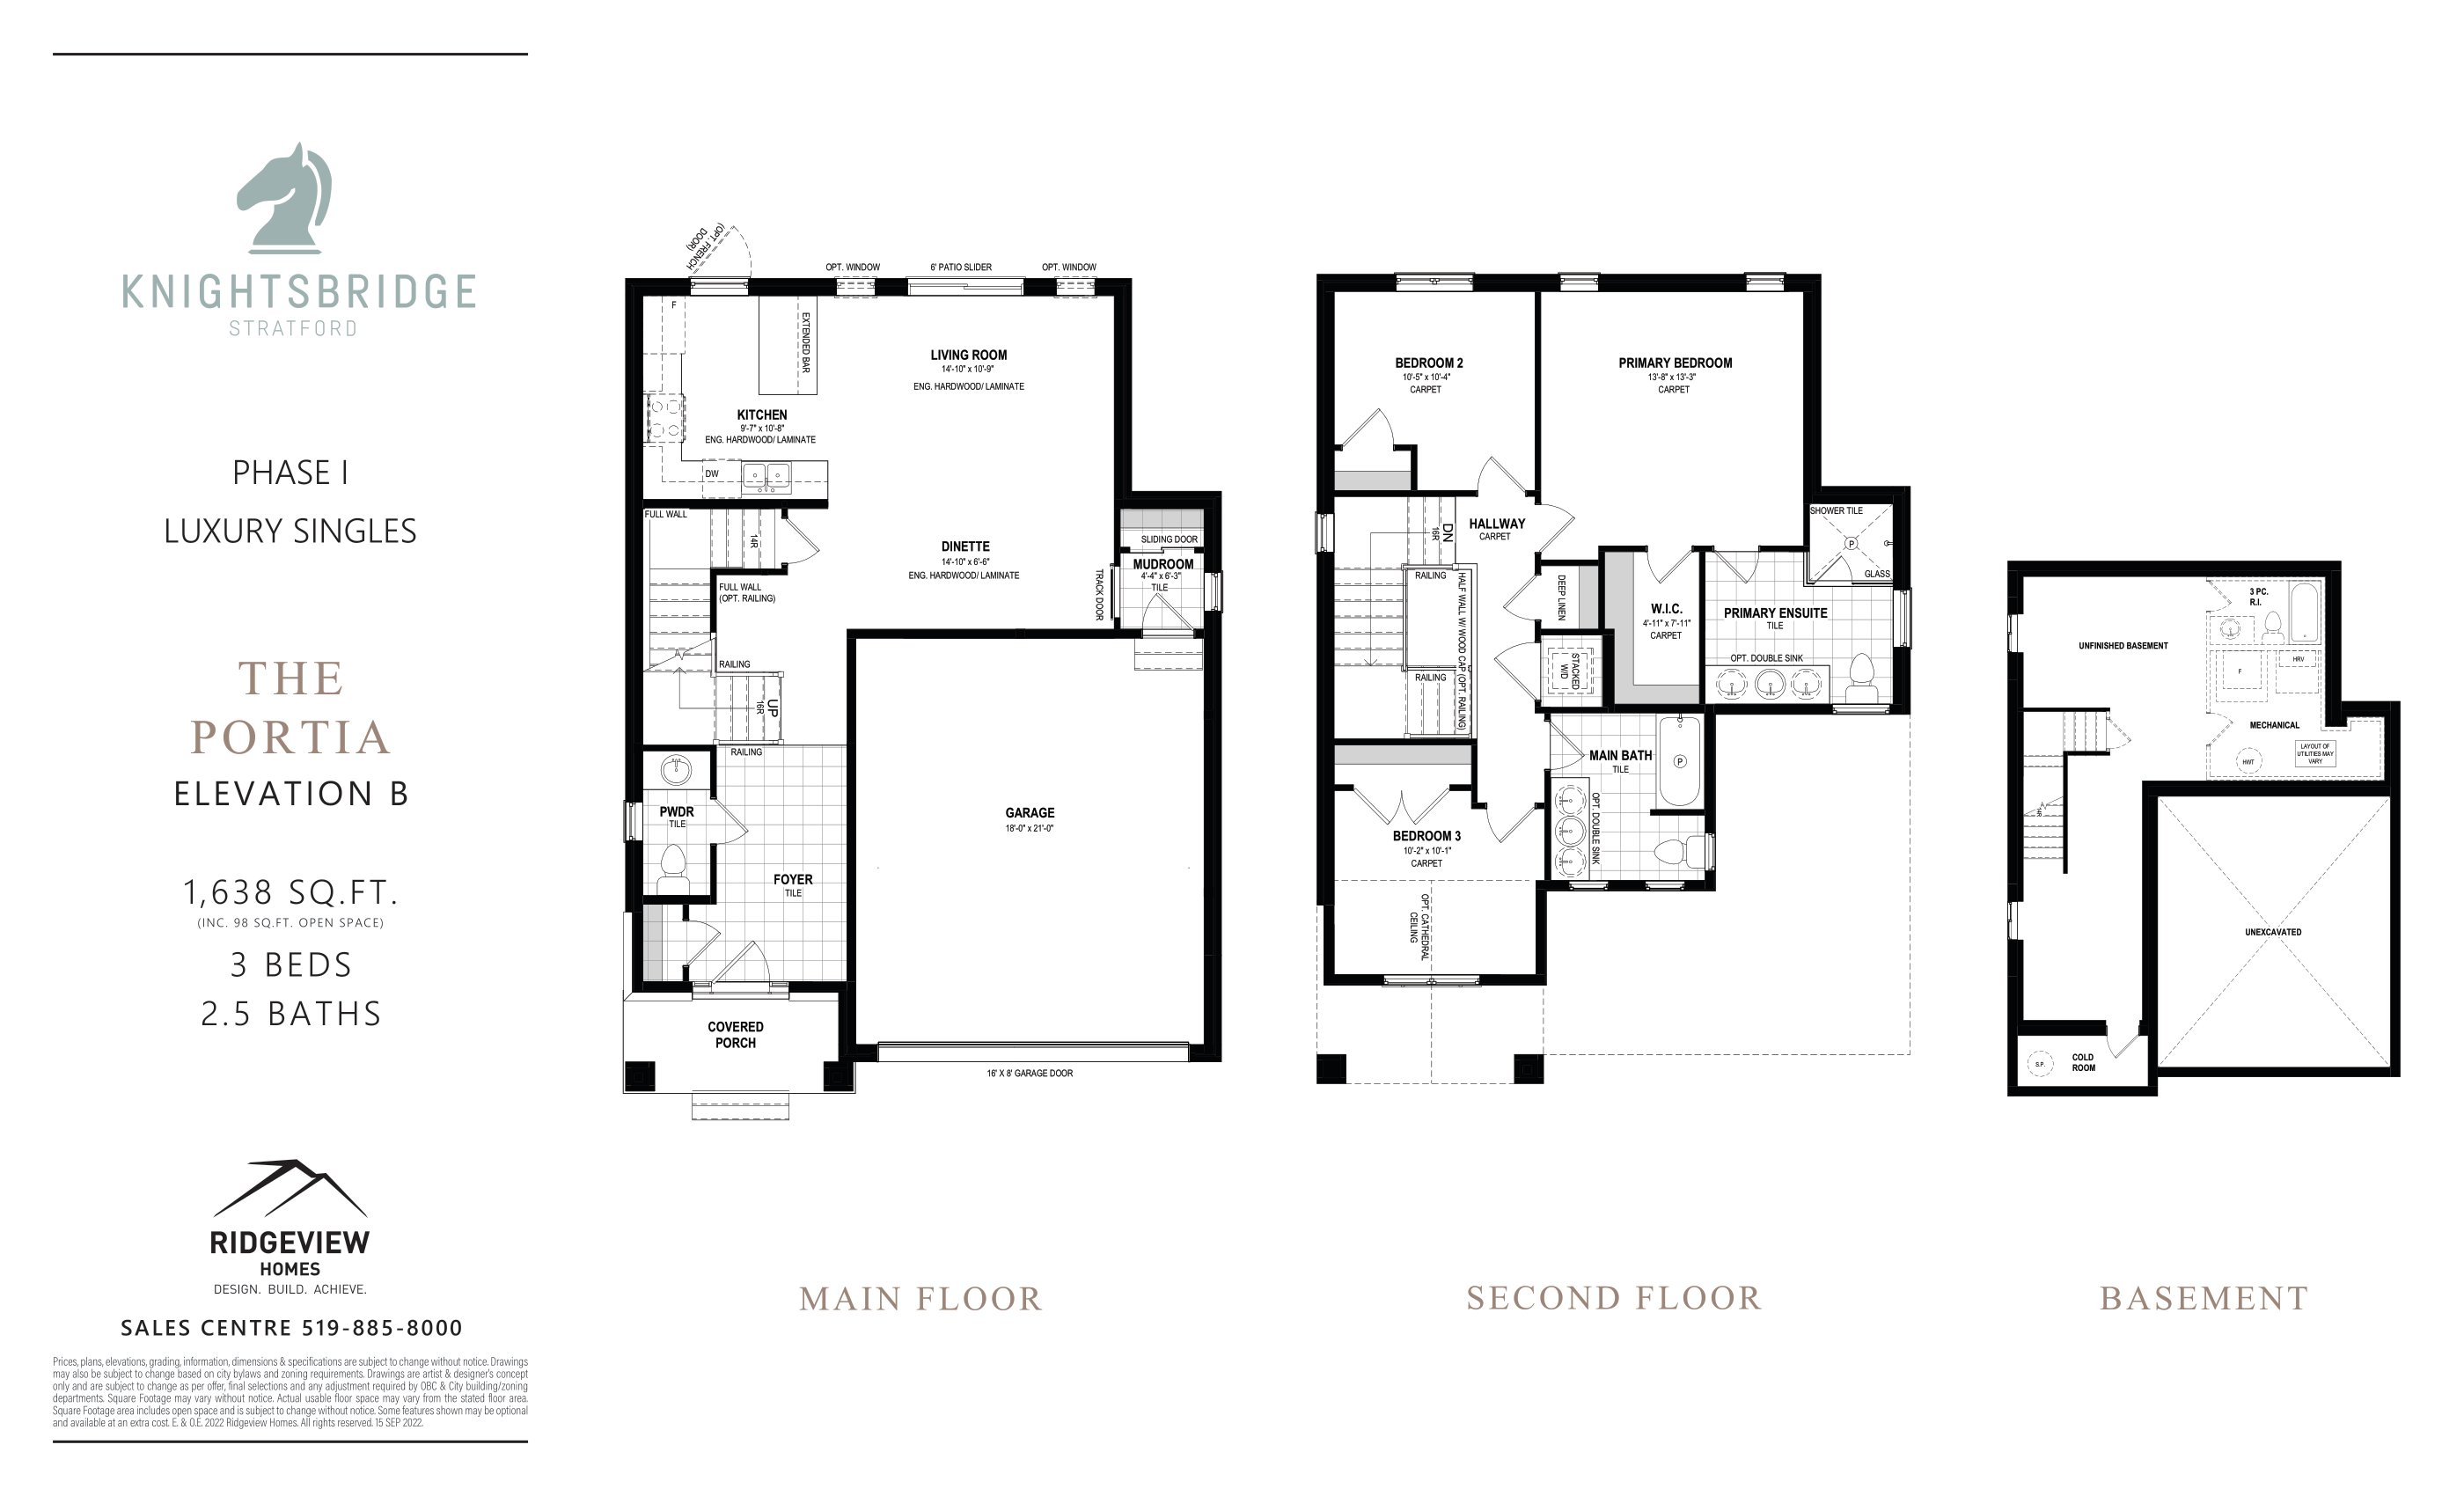 KNIGHTSBRIDGE
STRATFORD
PHASE I
LUXURY SINGLES
THE
PORTIA
ELEVATION B
1,638 SQ.FT.
(INC. 98 SQ.FT. OPEN SPACE)
3 BEDS
2.5 BATHS
RIDGEVIEW
HOMES
DESIGN. BUILD. ACHIEVE.
SALES CENTRE 519-885-8000
Prices, plans, elevations, grading, information, dimensions & specifications are subject to change without notice. Drawings
may also be subject to change based on city bylaws and zoning requirements. Drawings are artist & designer's concept
only and are subject to change as per offer, final selections and any adjustment required by OBC & City building/zoning
departments. Square Footage may vary without notice. Actual usable floor space may vary from the stated floor area.
Square Footage area includes open space and is subject to change without notice. Some features shown may be optional
and available at an extra cost. E. & O.E. 2022 Ridgeview Homes. All rights reserved. 15 SEP 2022.
(OPT. FRENCH
DOOR)
OPT. WINDOW
6' PATIO SLIDER
OPT. WINDOW
F
EXTENDED BAR
LIVING ROOM
14'-10" x 10'-9"
ENG. HARDWOOD/ LAMINATE
KITCHEN
9'-7" x 10'-8"
ENG. HARDWOOD/ LAMINATE
DW
FULL WALL
14R
DINETTE
14'-10" x 6'-6"
ENG. HARDWOOD/ LAMINATE
SLIDING DOOR
MUDROOM
4'-4" x 6'-3"
TILE
TRACK DOOR
FULL WALL
(OPT. RAILING)
RAILING
UP
16R
RAILING
PWDR
TILE
FOYER
TILE
GARAGE
18'-0" x 21'-0"
COVERED
PORCH
16' X 8' GARAGE DOOR
MAIN FLOOR
BEDROOM 2
10'-5" x 10'-4"
CARPET
PRIMARY BEDROOM
13'-8" x 13'-3"
CARPET
DN
16R
HALLWAY
CARPET
RAILING
HALF WALL W/ WOOD CAP (OPT. RAILING)
RAILING
DEEP LINEN
STACKED
W/D
W.I.C.
4'-11" x 7'-11"
CARPET
SHOWER TILE
P
GLASS
PRIMARY ENSUITE
TILE
OPT. DOUBLE SINK
MAIN BATH
TILE
P
OPT. DOUBLE SINK
BEDROOM 3
10'-2" x 10'-1"
CARPET
OPT. CATHEDRAL
CEILING
SECOND FLOOR
3 PC.
R.I.
UNFINISHED BASEMENT
F
HRV
MECHANICAL
HWT
LAYOUT OF
UTILITIES MAY
VARY
14R
UNEXCAVATED
S.P.
COLD
ROOM
BASEMENT